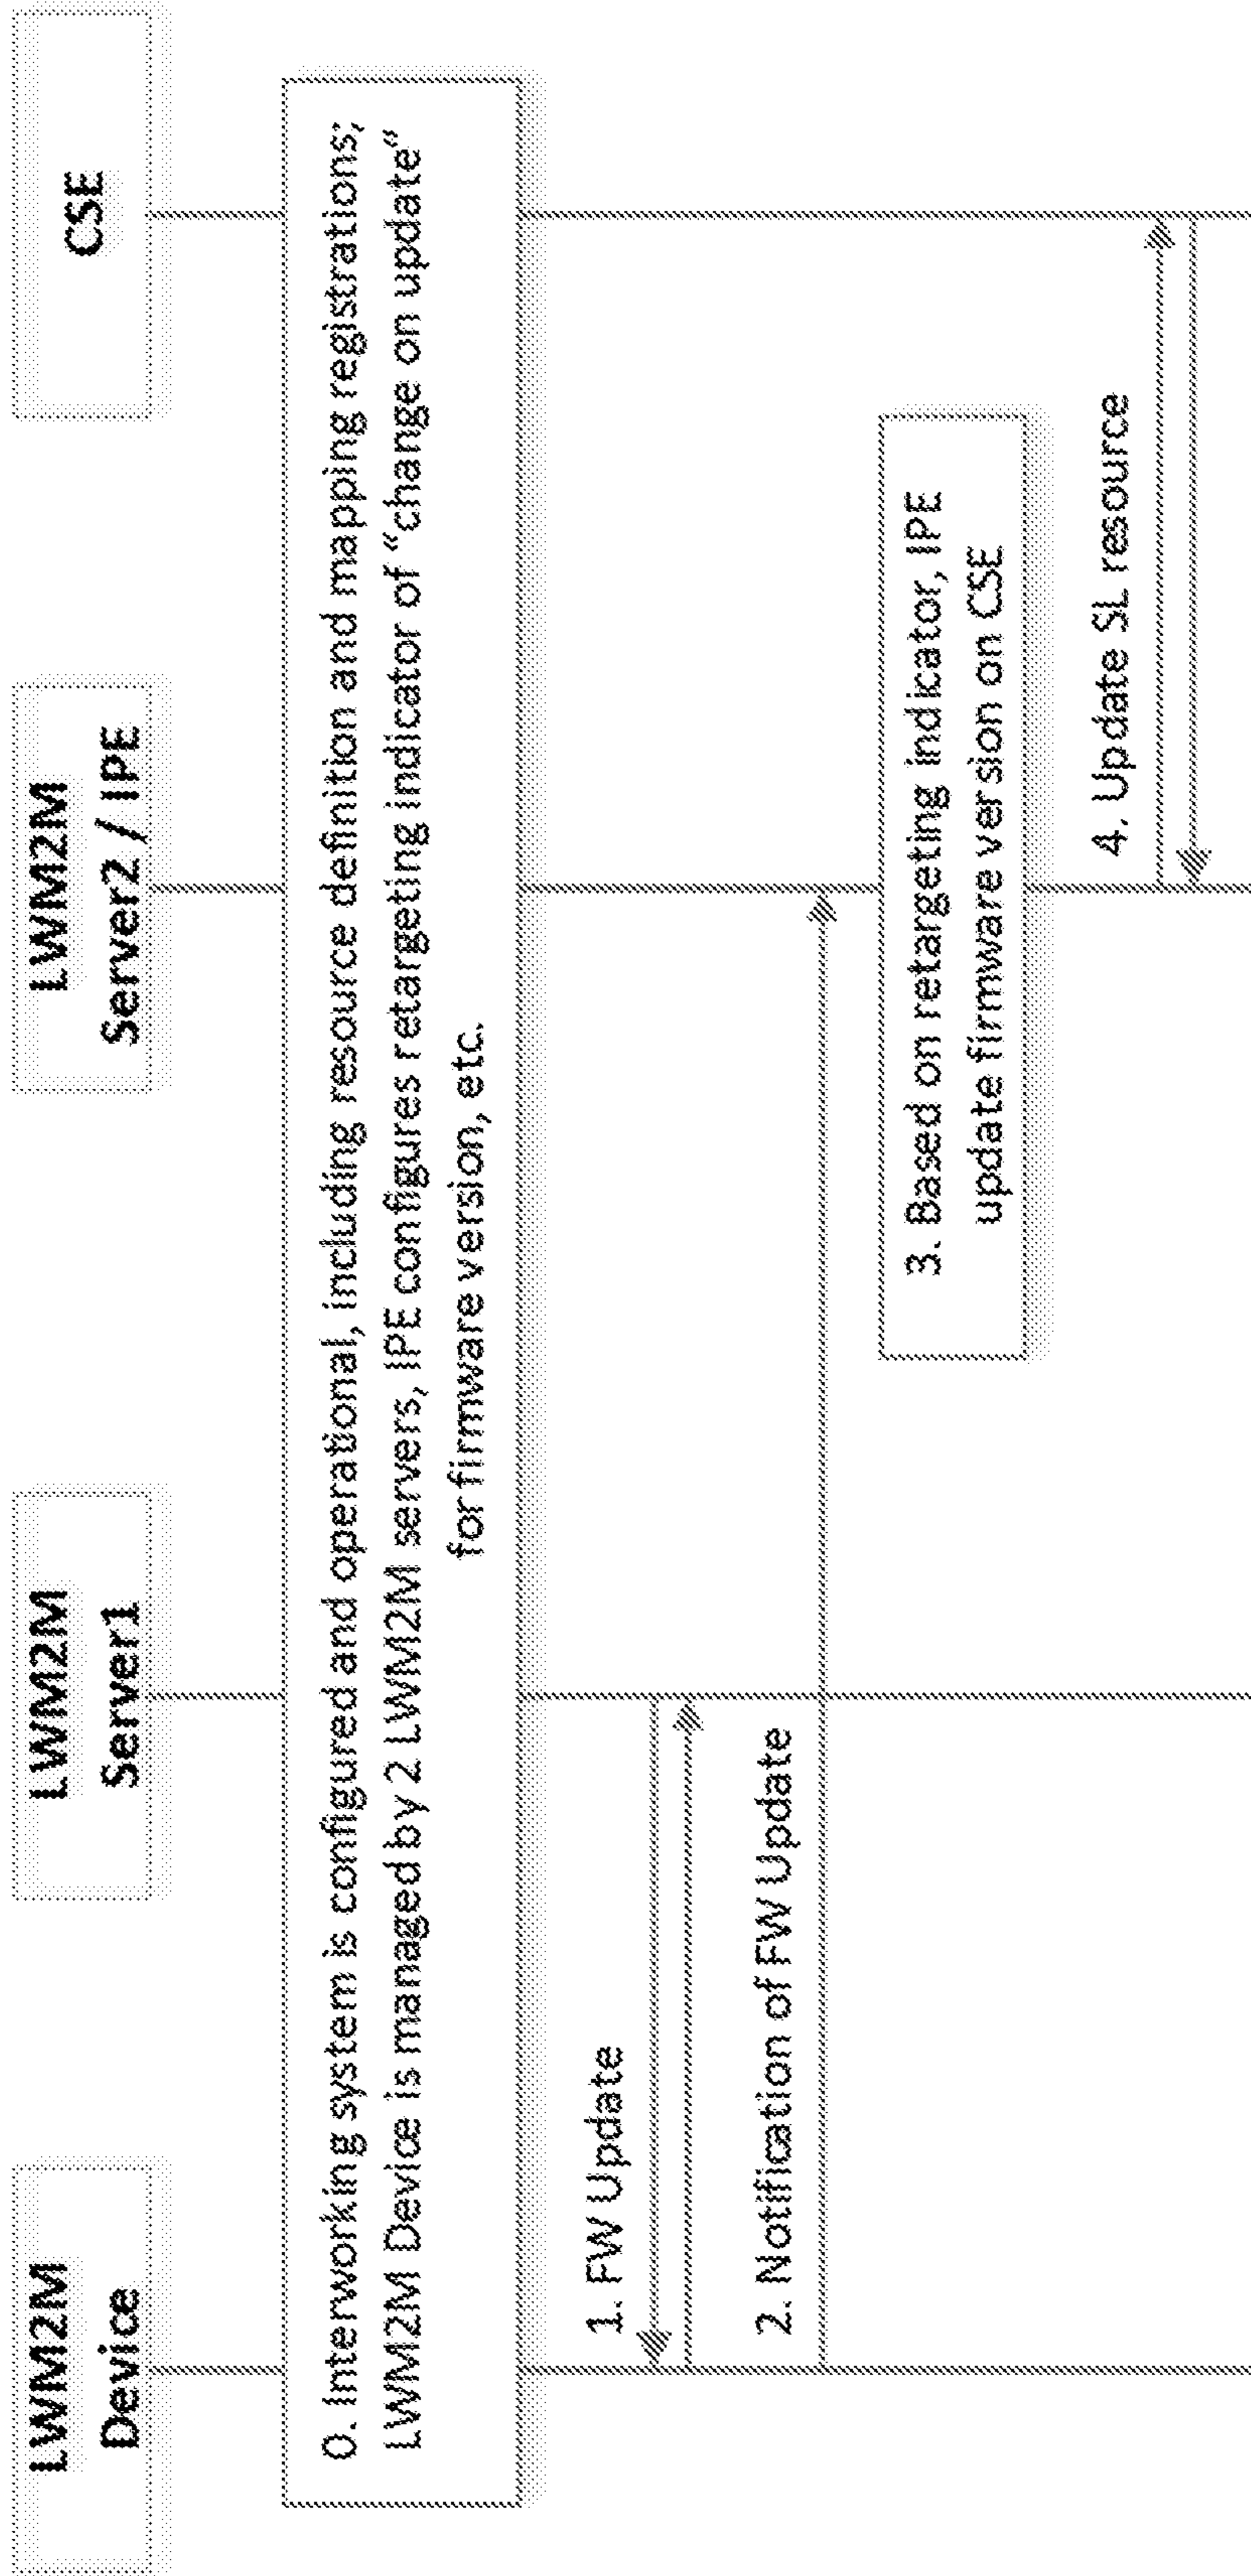 LWM2M
Device
LWM2M
Server1
LWM2M
Server2 / IPE
CSE
0. Interworking system is configured and operational, including resource definition and mapping registrations;
LWM2M Device is managed by 2 LWM2M servers, IPE configures retargeting indicator of “change on update”
for firmware version, etc.
1. FW Update
2. Notification of FW Update
3. Based on retargeting indicator, IPE
update firmware version on CSE
4. Update SL resource